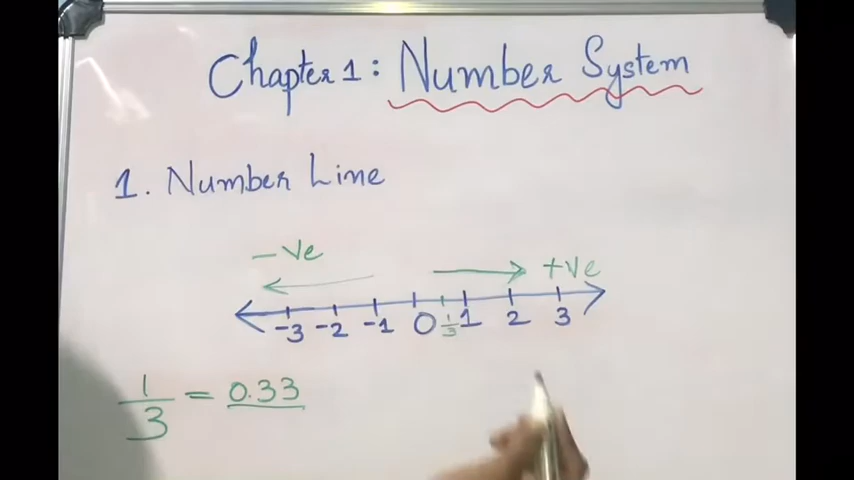 Chapter 1: Number System
1. Number Line
-Ve
+Ve
-3 -2 -1 0 1/3 1 2 3
1/3 = 0.33